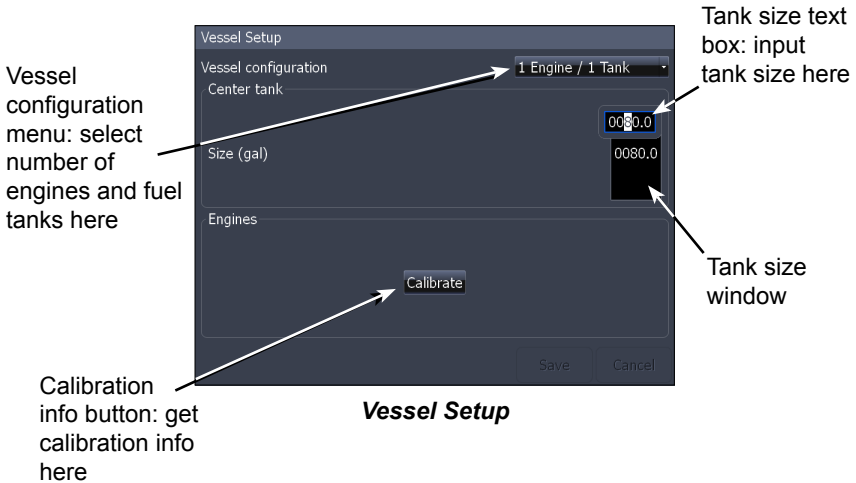 Tank size text
box: input
tank size here
Vessel
configuration
menu: select
number of
engines and fuel
tanks here
Vessel Setup
Vessel configuration
1 Engine / 1 Tank
Center tank
0080.0
Size (gal)
0080.0
Engines
Calibrate
Tank size
window
Save
Cancel
Calibration
info button: get
calibration info
here
Vessel Setup